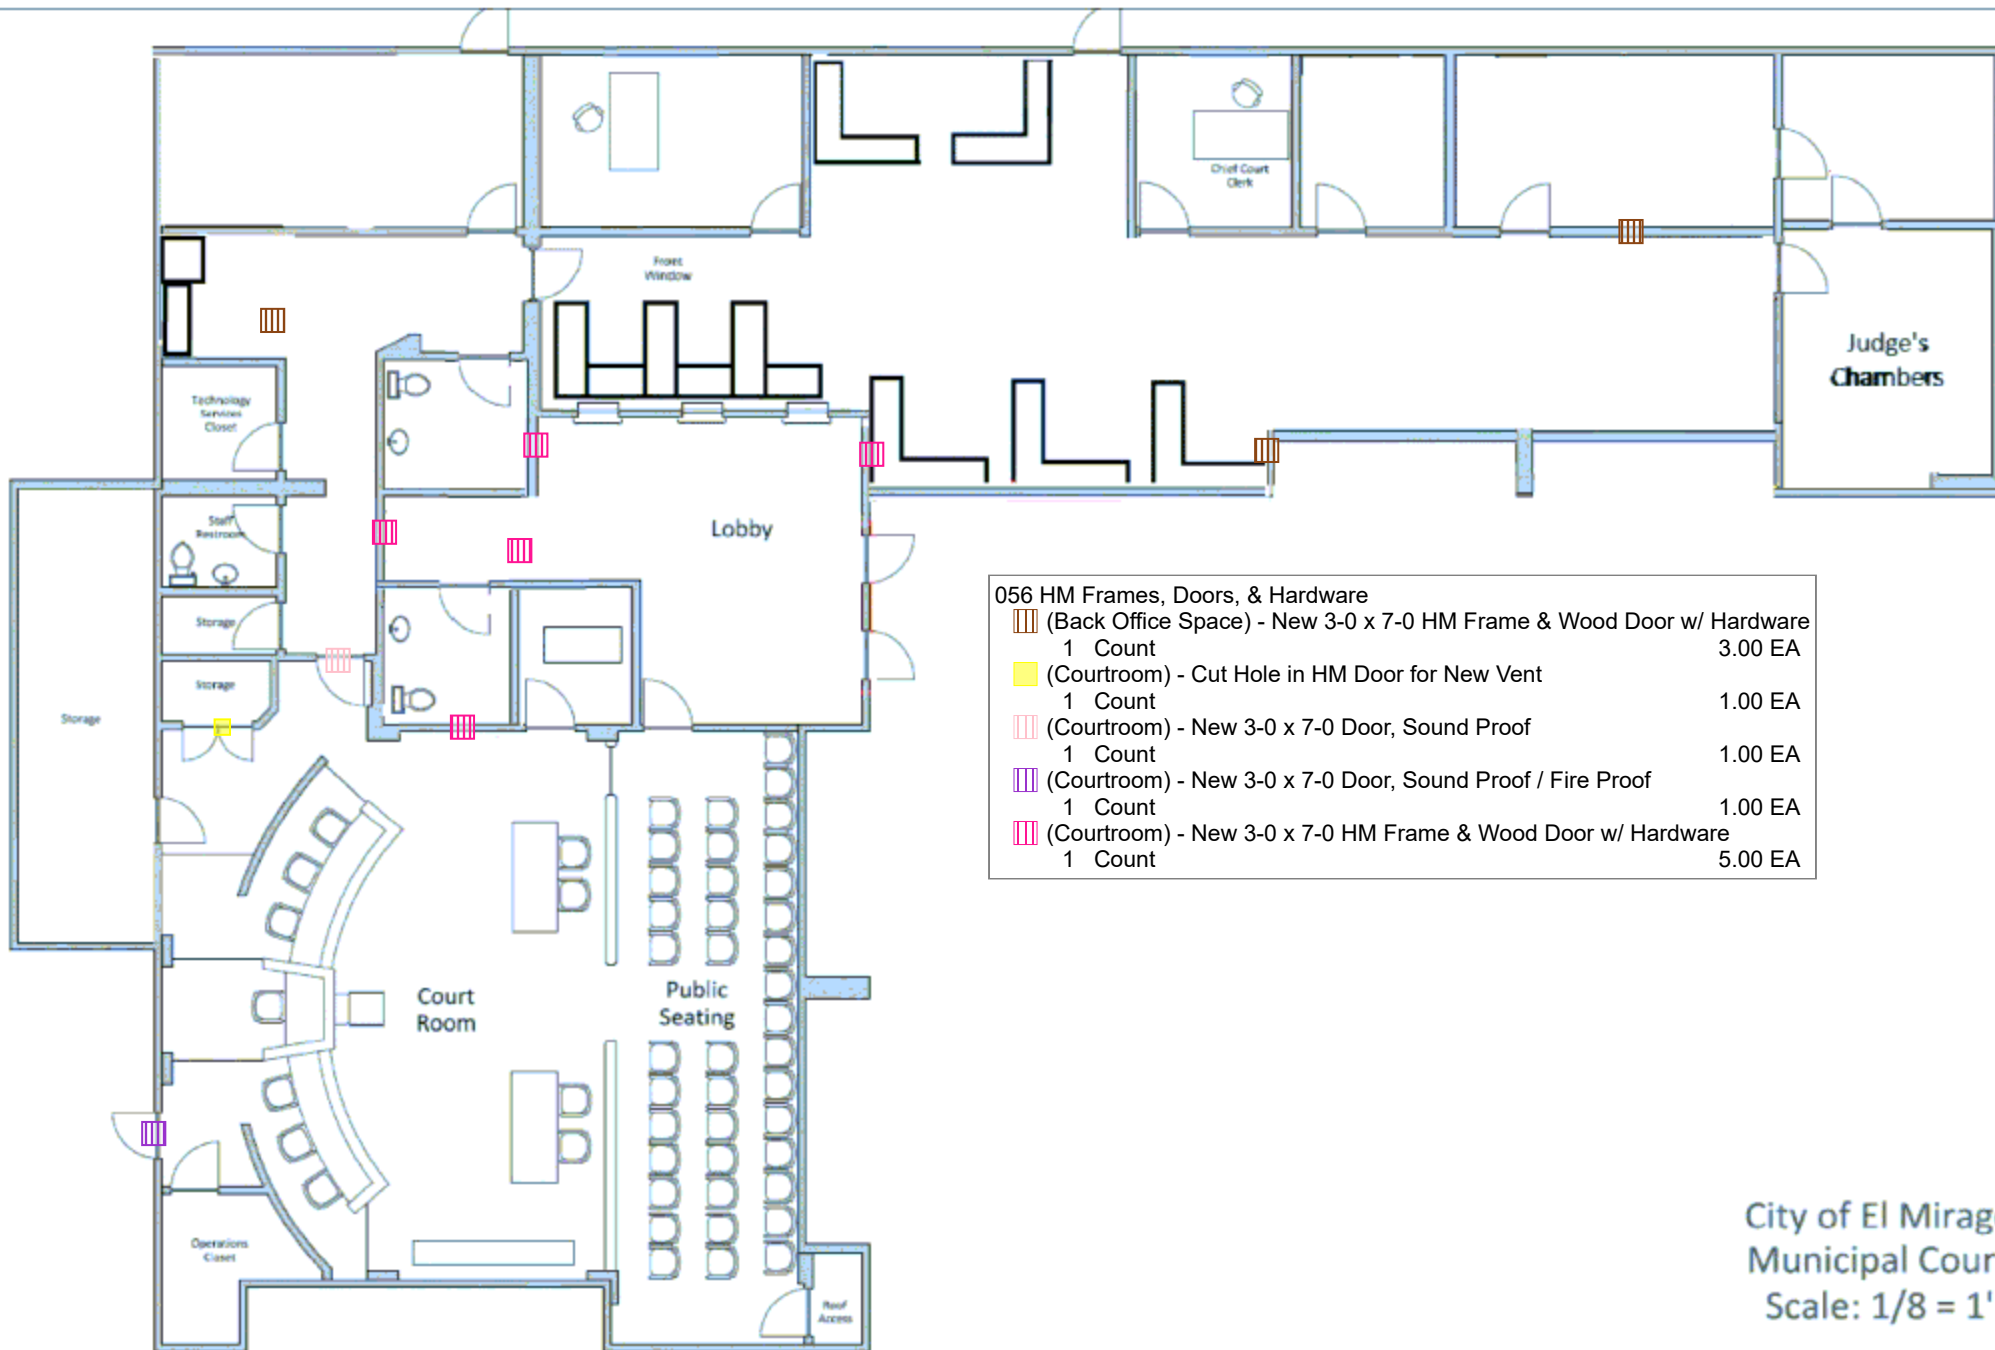 Chief Court
Clerk
Front
Window
Judge's
Chambers
Technology
Services
Closet
Staff
Restroom
Lobby
Storage
Storage
Storage
056 HM Frames, Doors, & Hardware
(Back Office Space) - New 3-0 x 7-0 HM Frame & Wood Door w/ Hardware
1 Count 3.00 EA
(Courtroom) - Cut Hole in HM Door for New Vent
1 Count 1.00 EA
(Courtroom) - New 3-0 x 7-0 Door, Sound Proof
1 Count 1.00 EA
(Courtroom) - New 3-0 x 7-0 Door, Sound Proof / Fire Proof
1 Count 1.00 EA
(Courtroom) - New 3-0 x 7-0 HM Frame & Wood Door w/ Hardware
1 Count 5.00 EA
Court
Room
Public
Seating
Operations
Closet
Roof
Access
City of El Mirag
Municipal Cour
Scale: 1/8 = 1'